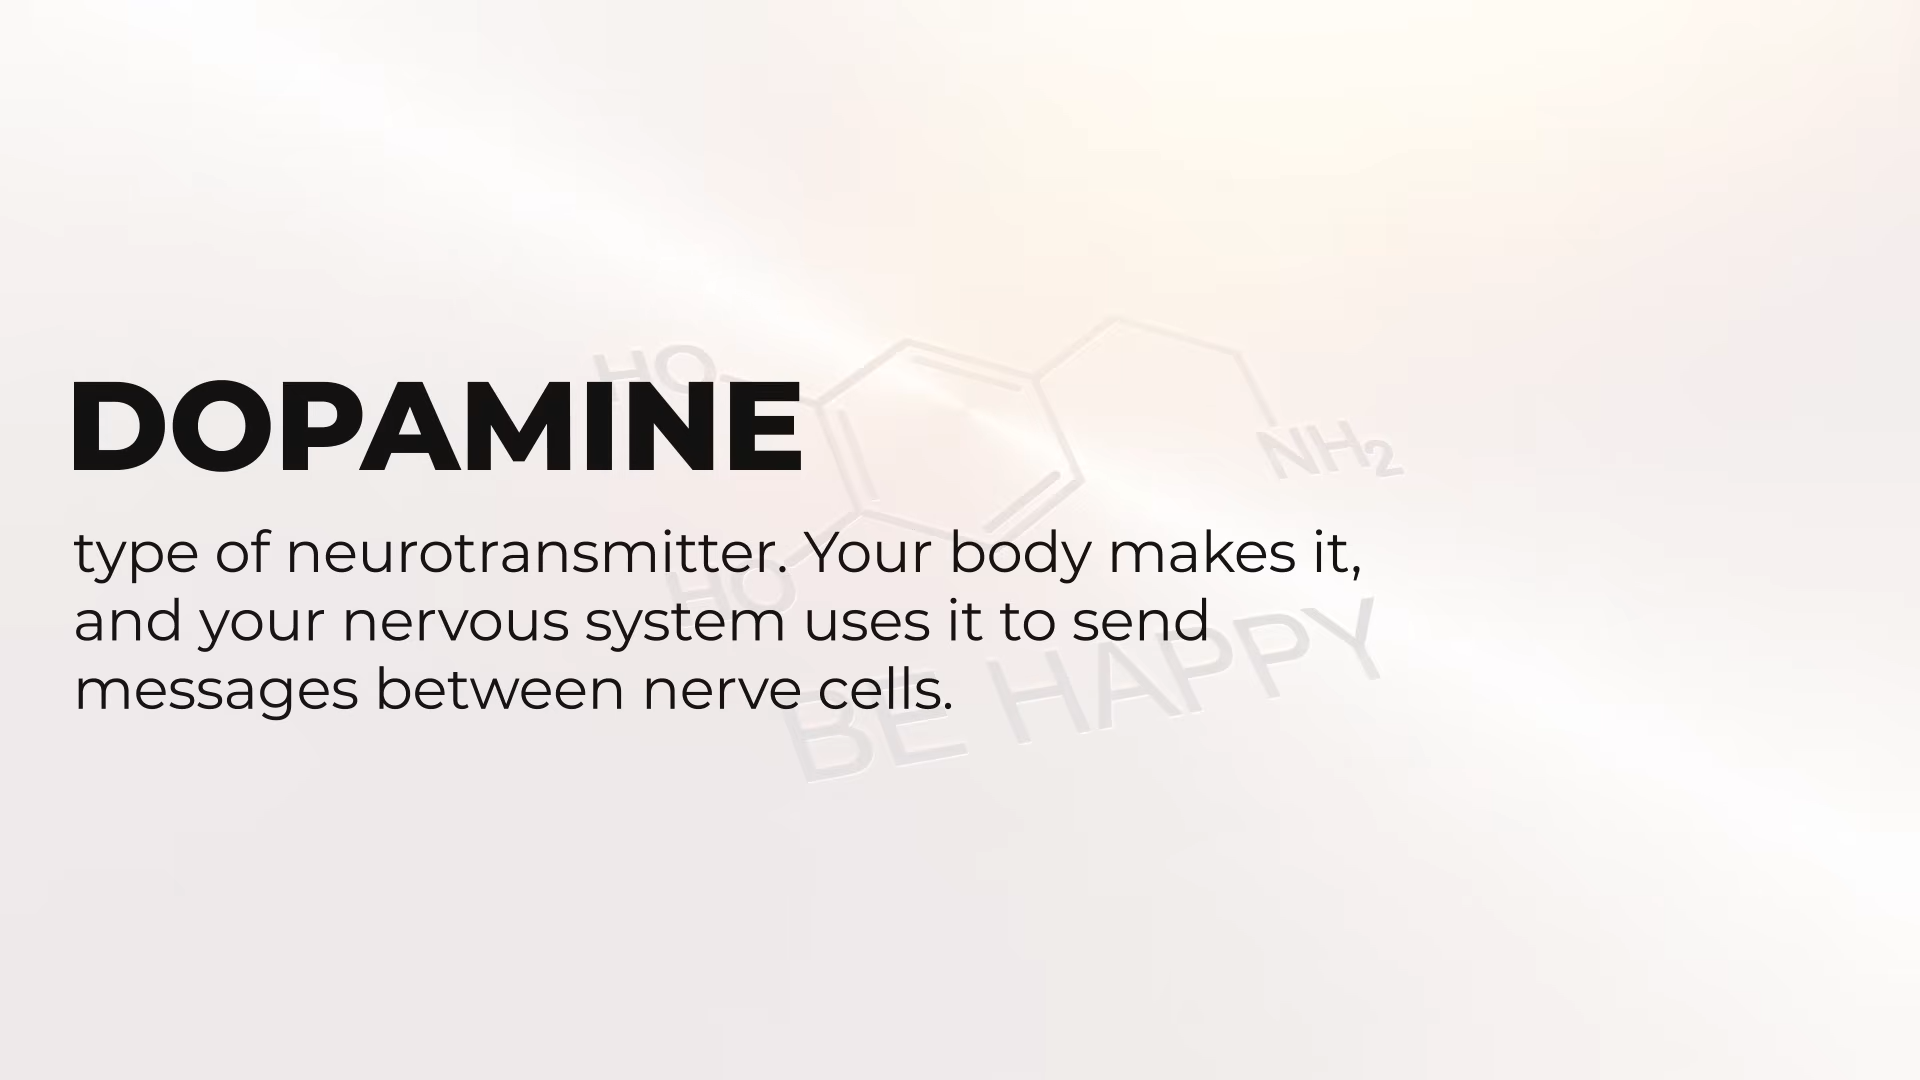 DOPAMINE
type of neurotransmitter. Your body makes it,
and your nervous system uses it to send
messages between nerve cells.
HO
NH2
HO
BE HAPPY